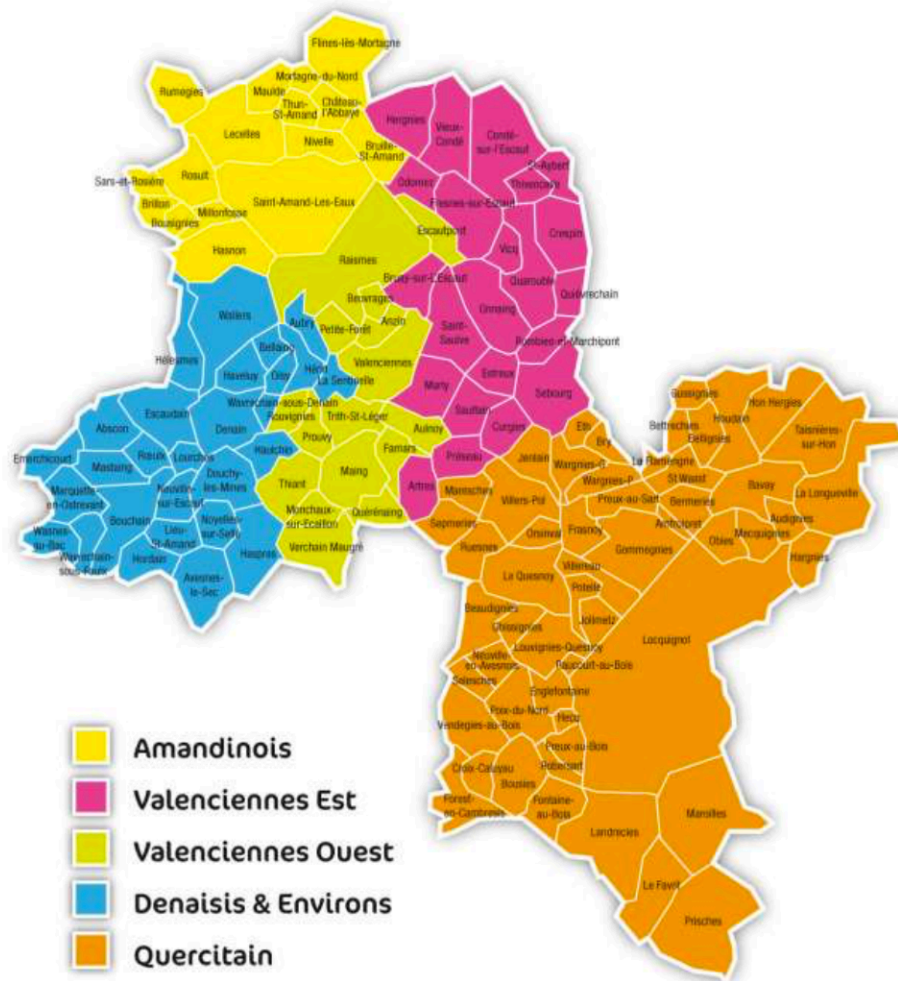 Flines-lès-Mortagne
Mortagne-du-Nord
Rumegies
Maulde
Thun-
St-Amand
Château-
l'Abbaye
Lecelles
Nivelle
Bruille-
St-Amand
Hergnies
Vieux-
Condé
Condé-
sur-l'Escaut
St-Aybert
Thivencelle
Sars-et-Rosière
Rosult
Brillon
Bousignies
Millonfosse
Saint-Amand-Les-Eaux
Odomez
Fresnes-sur-Escaut
Hasnon
Escautpont
Raismes
Vicq
Crespin
Bruay-sur-L'Escaut
Quarouble
Quiévrechain
Beuvrages
Onnaing
Wallers
Aubry
Petite-Forêt
Anzin
Saint-
Saulve
Rombies-et-Marchipont
Hélesmes
Bellaing
Valenciennes
Haveluy
Oisy
Hérin
La Sentinelle
Estreux
Marly
Sebourg
Wavrechain-sous-Denain
Rouvignies
Trith-St-Léger
Saultain
Escaudain
Abscon
Denain
Prouvy
Aulnoy
Curgies
Famars
Emerchicourt
Mastaing
Rœulx
Lourches
Haulchin
Maing
Préseau
Douchy-
les-Mines
Marquette-
en-Ostrevant
Neuville-
sur-Escaut
Thiant
Artres
Bouchain
Noyelles-
sur-Selle
Monchaux-
sur-Ecaillon
Quérénaing
Wasnes-
au-Bac
Lieu-
St-Amand
Wavrechain-
sous-Faulx
Hordain
Haspres
Verchain Maugré
Avesnes-
le-Sec
Gussignies
Hon Hergies
Bettrechies
Houdain
Eth
Bry
Taisnières-
sur-Hon
Jenlain
Wargnies-G
Wargnies-P
St Waast
Bavay
La Longueville
Maresches
Villers-Pol
Preux-au-Sart
Bermeries
Amfroipret
Audignies
Sepmeries
Orsinval
Frasnoy
Obies
Mecquignies
Ruesnes
Gommegnies
Hargnies
Villereau
Le Quesnoy
Potelle
Beaudignies
Jolimetz
Ghissignies
Louvignies-Quesnoy
Locquignol
Neuville-
en-Avesnois
Raucourt-au-Bois
Salesches
Englefontaine
Poix-du-Nord
Hecq
Vendegies-au-Bois
Preux-au-Bois
Robersart
Croix-Caluyau
Bousies
Forest-
en-Cambresis
Fontaine-
au-Bois
Landrecies
Maroilles
Le Favril
Prisches
Amandinois
Valenciennes Est
Valenciennes Ouest
Denaisis & Environs
Quercitain